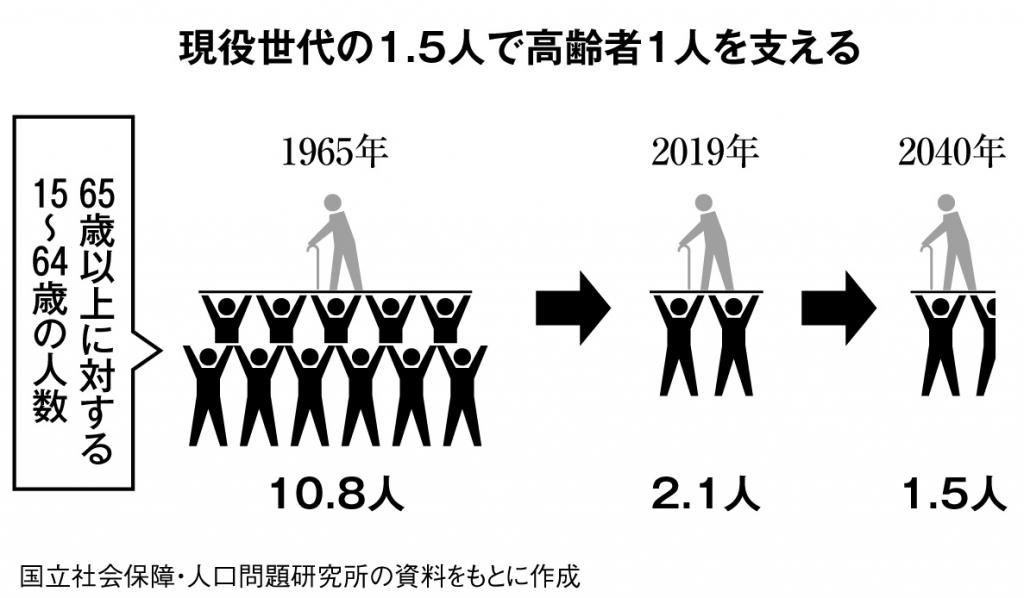 現役世代の1.5人で高齢者1人を支える
65歳以上に対する
15〜64歳の人数
1965年
2019年
2040年
10.8人
2.1人
1.5人
国立社会保障・人口問題研究所の資料をもとに作成